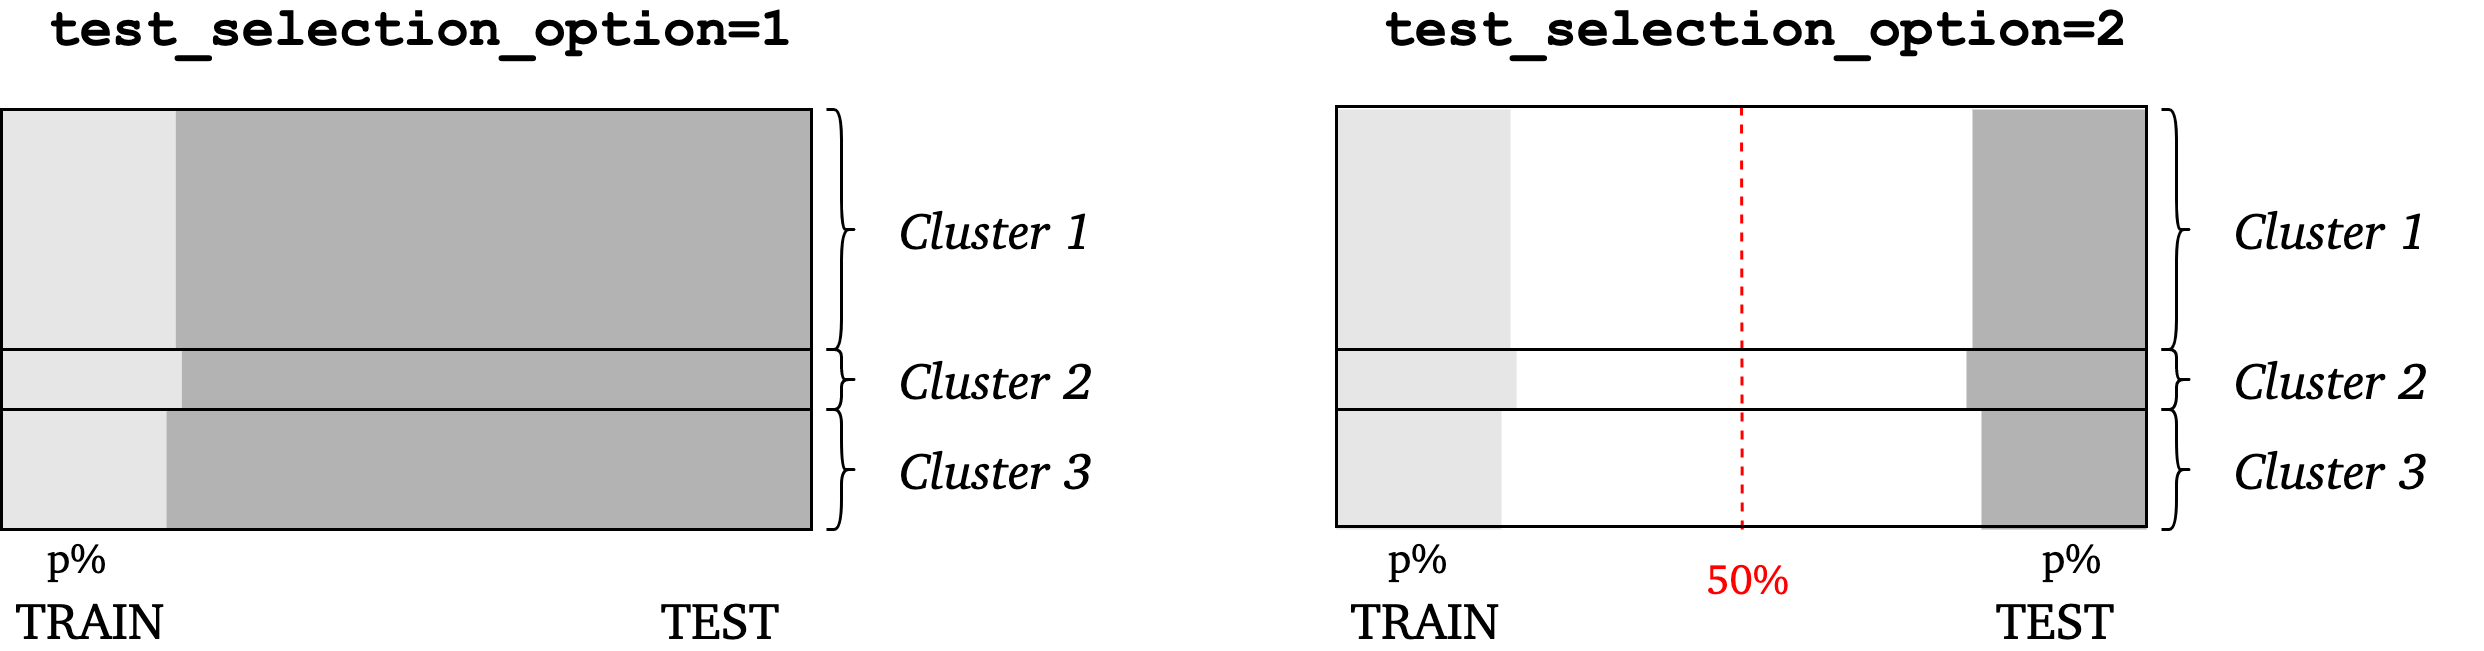 test_selection_option=1
Cluster 1
Cluster 2
Cluster 3
p%
TRAIN
TEST
test_selection_option=2
Cluster 1
Cluster 2
Cluster 3
p%
50%
p%
TRAIN
TEST